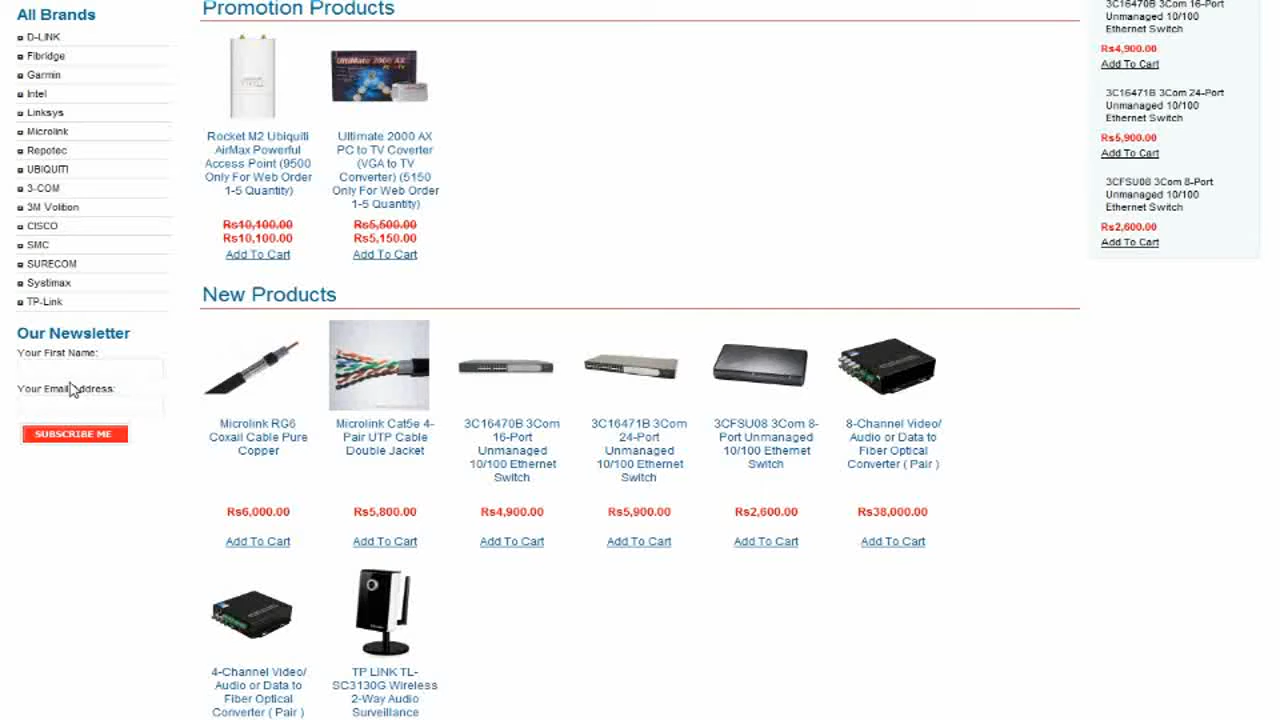 All Brands
D-LINK
Fibridge
Garmin
Intel
Linksys
Microlink
Repotec
UBIQUITI
3-COM
3M Volition
CISCO
SMC
SURECOM
Systimax
TP-Link
Our Newsletter
Your First Name:
Your Email Address:
SUBSCRIBE ME
Promotion Products
Rocket M2 Ubiquiti
AirMax Powerful
Access Point (9500
Only For Web Order
1-5 Quantity)
Rs10,100.00
Rs10,100.00
Add To Cart
UltiMate 2000 AX
Ultimate 2000 AX
PC to TV Coverter
(VGA to TV
Converter) (5150
Only For Web Order
1-5 Quantity)
Rs5,500.00
Rs5,150.00
Add To Cart
New Products
Microlink RG6
Coxail Cable Pure
Copper
Rs6,000.00
Add To Cart
Microlink Cat5e 4-
Pair UTP Cable
Double Jacket
Rs5,800.00
Add To Cart
3C16470B 3Com
16-Port
Unmanaged
10/100 Ethernet
Switch
Rs4,900.00
Add To Cart
3C16471B 3Com
24-Port
Unmanaged
10/100 Ethernet
Switch
Rs5,900.00
Add To Cart
3CFSU08 3Com 8-
Port Unmanaged
10/100 Ethernet
Switch
Rs2,600.00
Add To Cart
8-Channel Video/
Audio or Data to
Fiber Optical
Converter ( Pair )
Rs38,000.00
Add To Cart
4-Channel Video/
Audio or Data to
Fiber Optical
Converter ( Pair )
TP LINK TL-
SC3130G Wireless
2-Way Audio
Surveillance
3C16470B 3Com 16-Port
Unmanaged 10/100
Ethernet Switch
Rs4,900.00
Add To Cart
3C16471B 3Com 24-Port
Unmanaged 10/100
Ethernet Switch
Rs5,900.00
Add To Cart
3CFSU08 3Com 8-Port
Unmanaged 10/100
Ethernet Switch
Rs2,600.00
Add To Cart